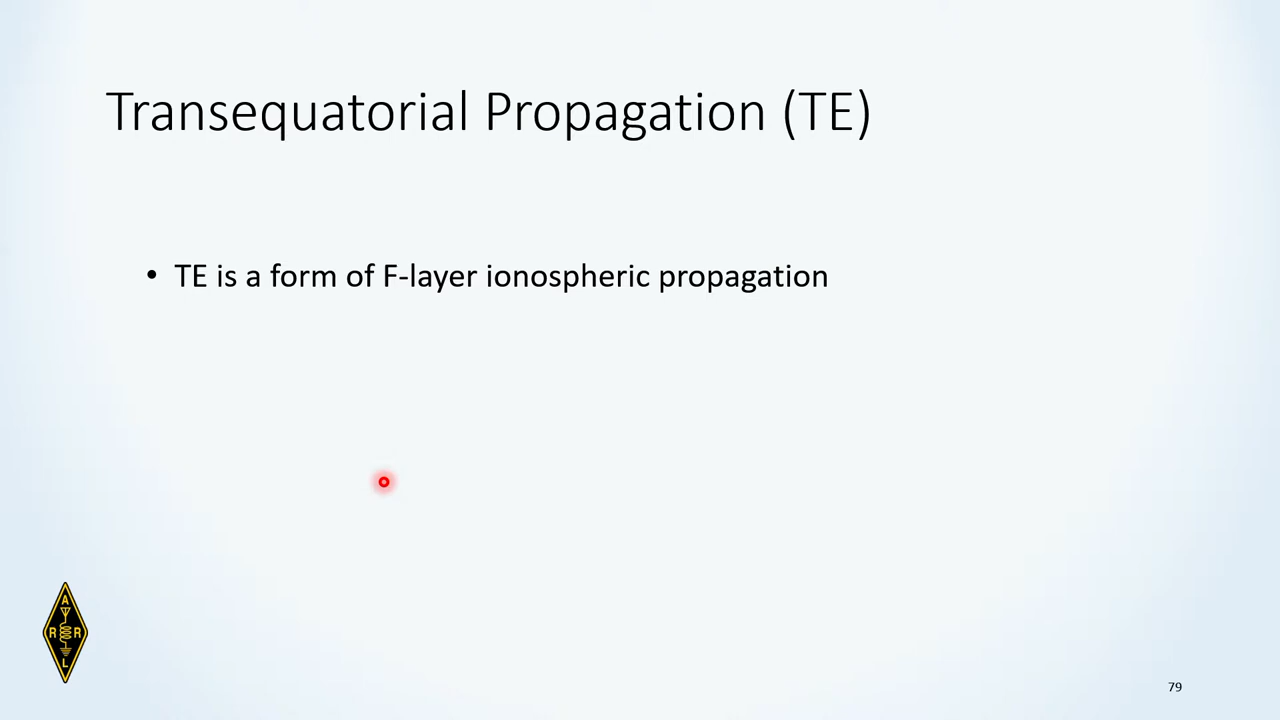 Transequatorial Propagation (TE)
• TE is a form of F-layer ionospheric propagation
A
R R
L
79